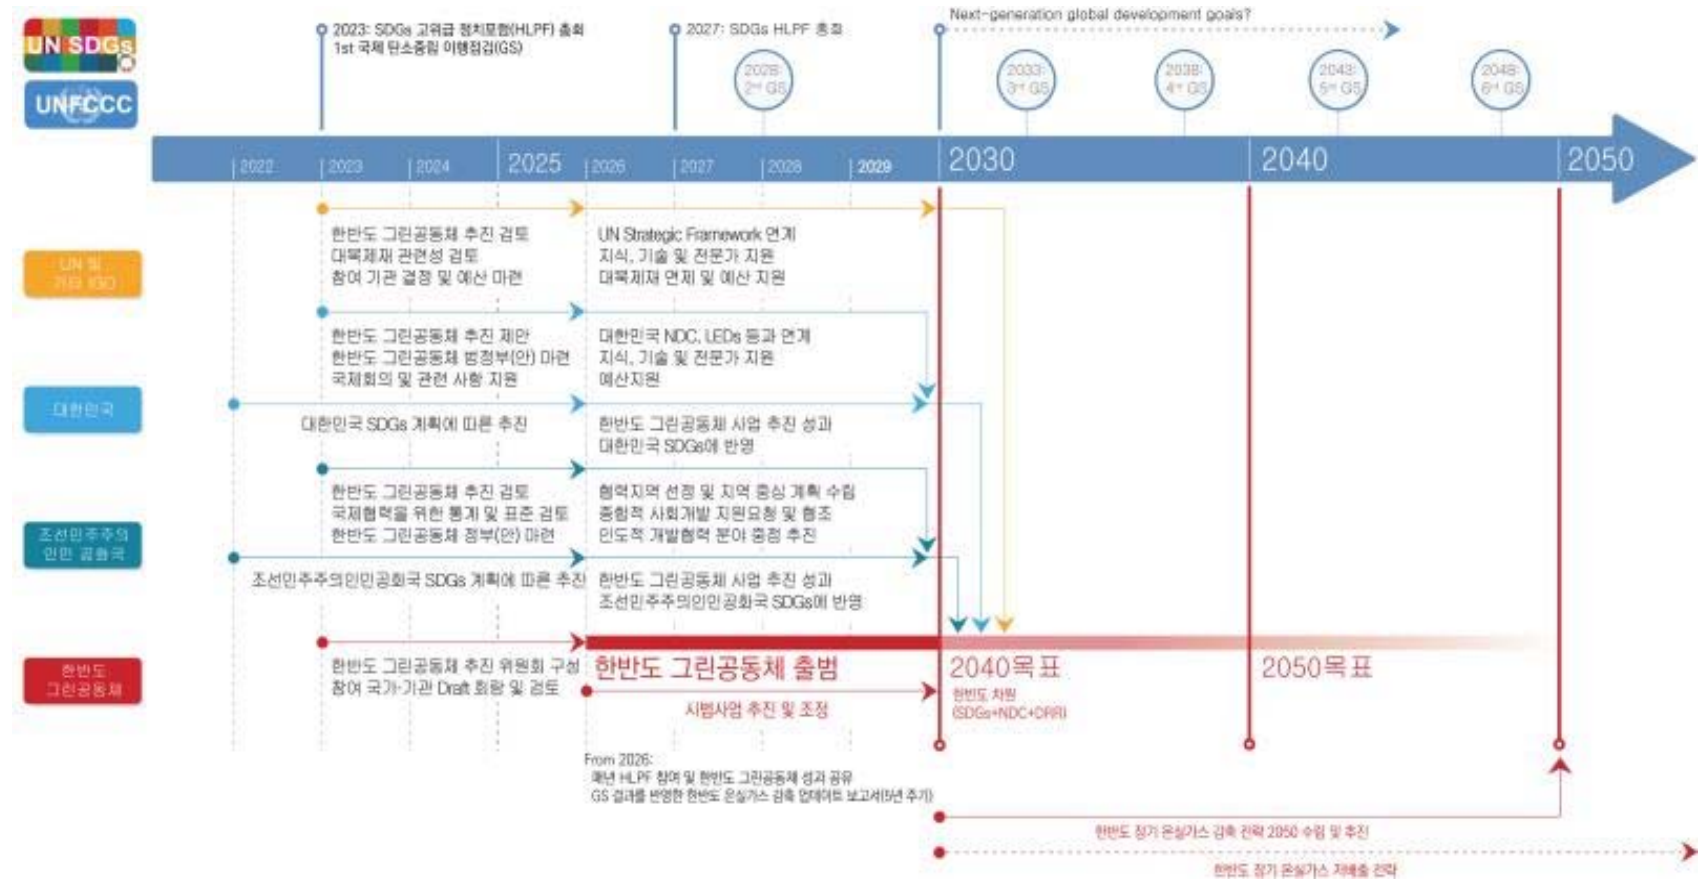 UN SDGs
UNFCCC
2023: SDGs 고위급 정치포럼(HLPF) 총회
1st 국제 탄소중립 이행점검(GS)
2027: SDGs HLPF 총회
Next-generation global development goals?
2028:
2nd GS
2033:
3rd GS
2038:
4th GS
2043:
5th GS
2048:
6th GS
2022
2023
2024
2025
2026
2027
2028
2029
2030
2040
2050
UN 및
기타 IGO
한반도 그린공동체 추진 검토
대북제재 관련성 검토
참여 기관 결정 및 예산 마련
UN Strategic Framework 연계
지식, 기술 및 전문가 지원
대북제재 면제 및 예산 지원
대한민국
한반도 그린공동체 추진 제안
한반도 그린공동체 범정부(안) 마련
국제회의 및 관련 사항 지원
대한민국 NDC, LEDs 등과 연계
지식, 기술 및 전문가 지원
예산지원
대한민국 SDGs 계획에 따른 추진
한반도 그린공동체 사업 추진 성과
대한민국 SDGs에 반영
조선민주주의
인민 공화국
한반도 그린공동체 추진 검토
국제협력을 위한 통계 및 표준 검토
한반도 그린공동체 정부(안) 마련
협력지역 선정 및 지역 중심 계획 수립
종합적 사회개발 지원요청 및 협조
인도적 개발협력 분야 중점 추진
조선민주주의인민공화국 SDGs 계획에 따른 추진
한반도 그린공동체 사업 추진 성과
조선민주주의인민공화국 SDGs에 반영
한반도
그린공동체
한반도 그린공동체 추진 위원회 구성
참여 국가·기관 Draft 회람 및 검토
한반도 그린공동체 출범
시범사업 추진 및 조정
2040목표
한반도 차원
(SDGs+NDC+DRR)
2050목표
From 2026:
매년 HLPF 참여 및 한반도 그린공동체 성과 공유
GS 결과를 반영한 한반도 온실가스 감축 업데이트 보고서(5년 주기)
한반도 장기 온실가스 감축 전략 2050 수립 및 추진
한반도 장기 온실가스 저배출 전략